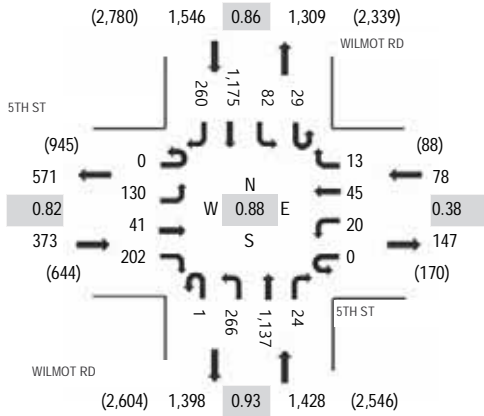 (2,780) 1,546 0.86 1,309 (2,339)
WILMOT RD
260 1,175 82 29
5TH ST
(945) (88)
571 0 13 78
130 N 45
0.82 W 0.88 E 0.38
373 41 S 20 147
202 0
(644) (170)
1 266 1,137 24
5TH ST
WILMOT RD
(2,604) 1,398 0.93 1,428 (2,546)